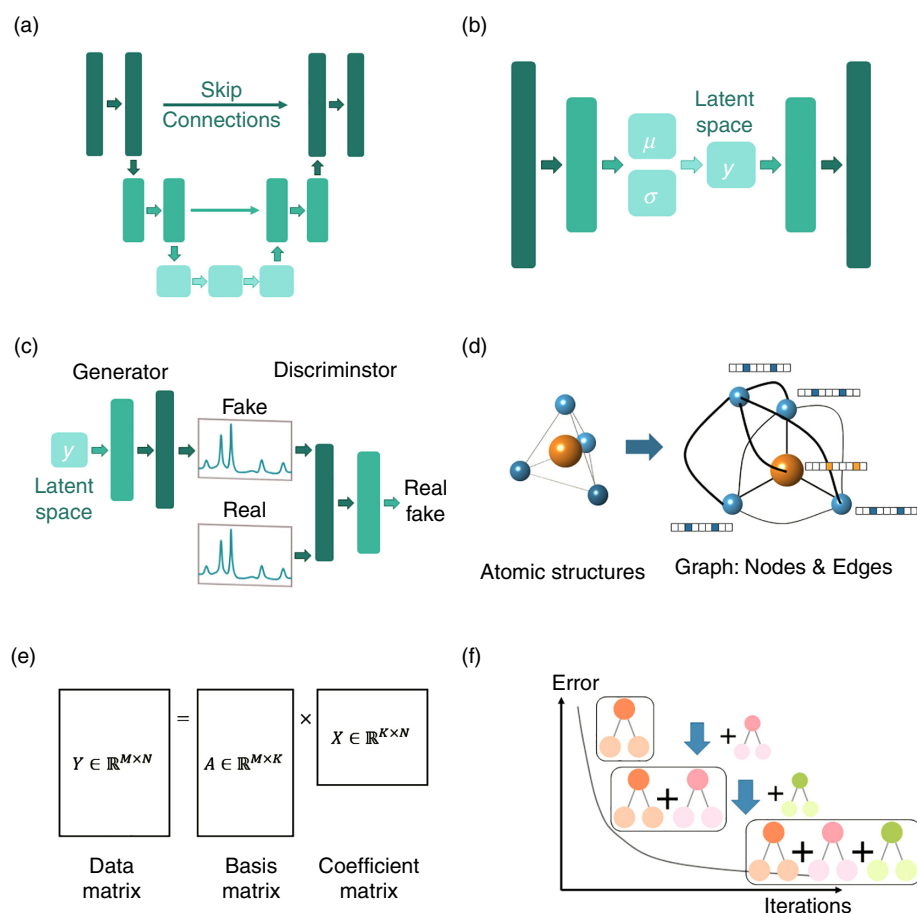 (a)
Skip
Connections
(b)
Latent
space
μ
σ
y
(c)
Generator
Discriminstor
Fake
y
Latent
space
Real
Real
fake
(d)
Atomic structures
Graph: Nodes & Edges
(e)
Y ∈ ℝ^{M×N}
=
A ∈ ℝ^{M×K}
×
X ∈ ℝ^{K×N}
Data
matrix
Basis
matrix
Coefficient
matrix
(f)
Error
+
+
+
+ +
Iterations